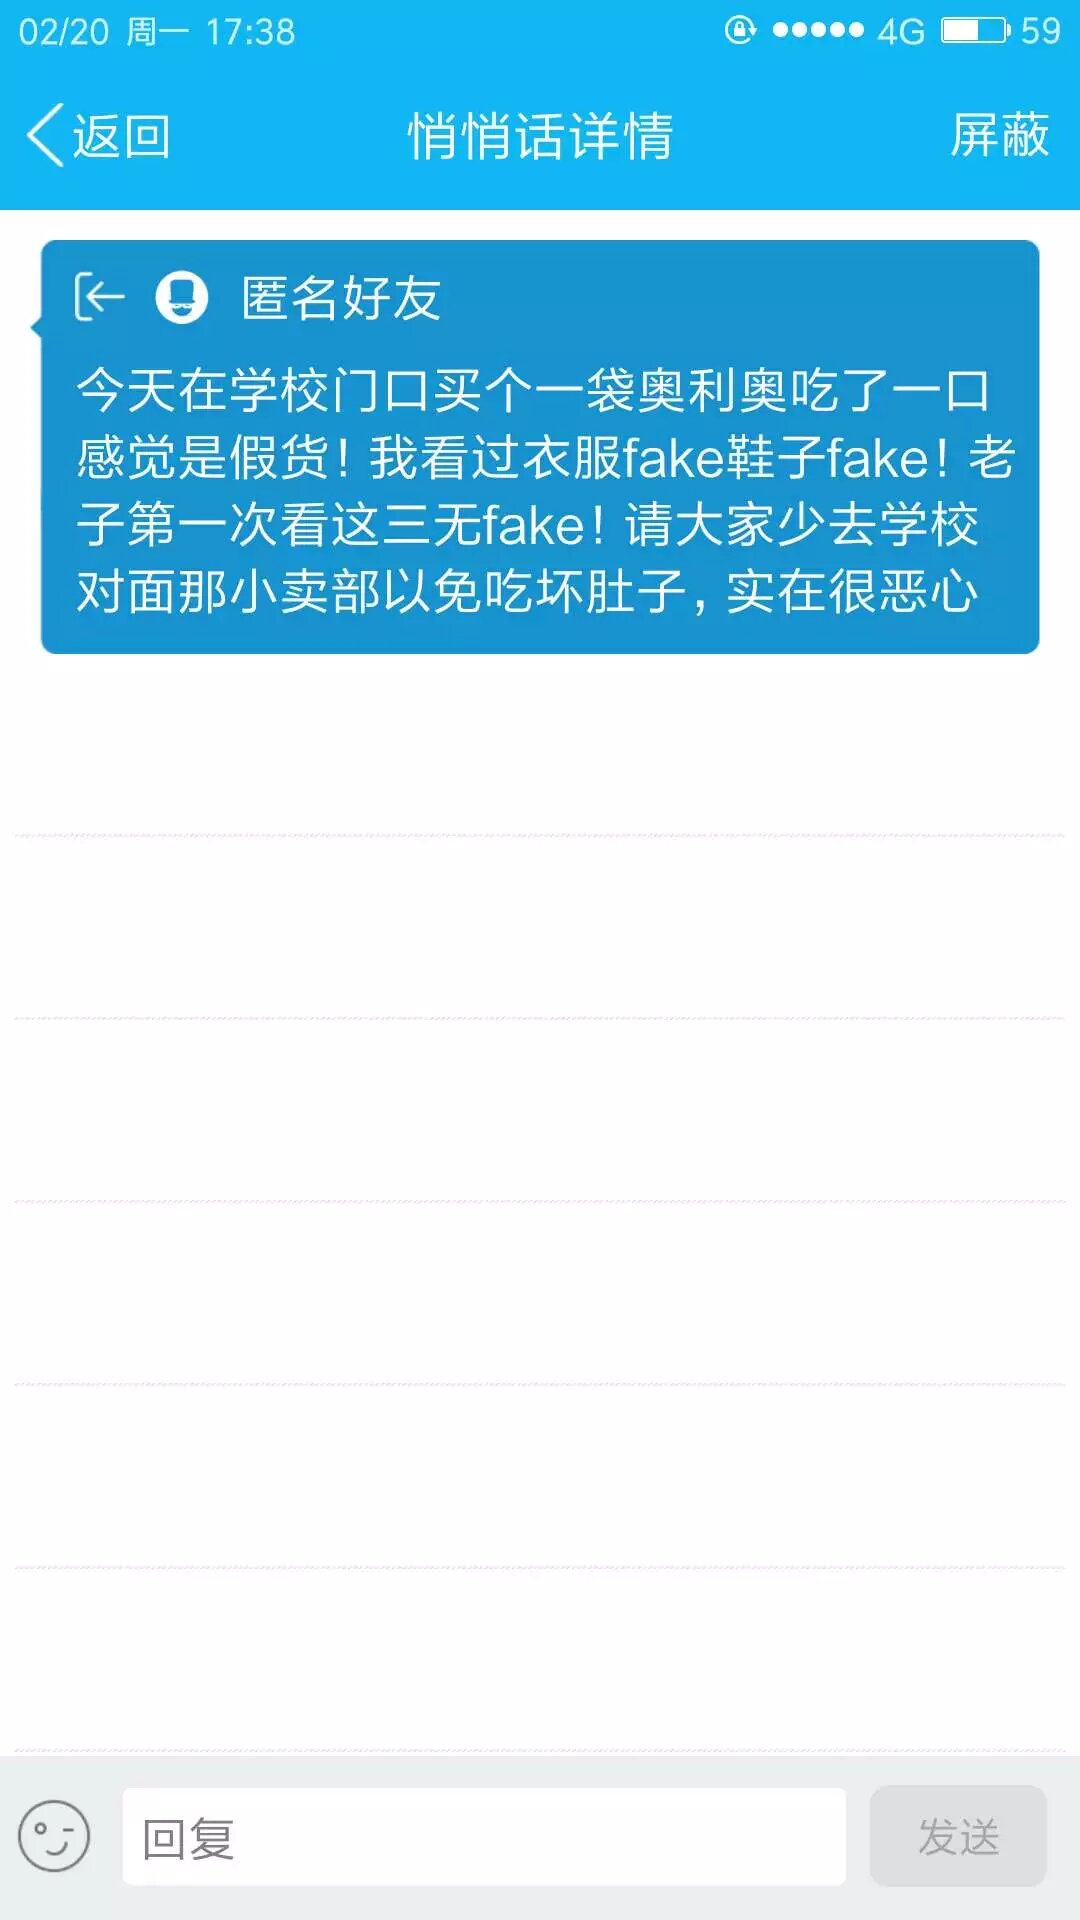 02/20 周一 17:38 4G 59
返回 悄悄话详情 屏蔽
匿名好友
今天在学校门口买个一袋奥利奥吃了一口
感觉是假货！我看过衣服fake鞋子fake！老
子第一次看这三无fake！请大家少去学校
对面那小卖部以免吃坏肚子，实在很恶心
回复 发送